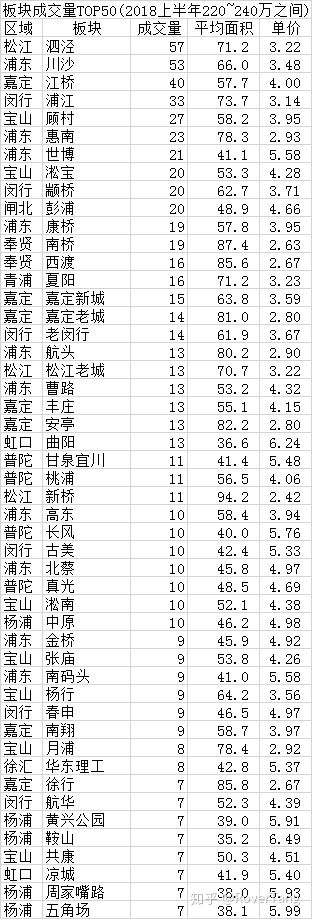 板块成交量TOP50(2018上半年220~240万之间)
区域 板块 成交量 平均面积 单价
松江 泗泾 57 71.2 3.22
浦东 川沙 53 66.0 3.48
嘉定 江桥 40 57.7 4.00
闵行 浦江 33 73.7 3.14
宝山 顾村 27 58.2 3.95
浦东 惠南 23 78.3 2.93
浦东 世博 21 41.1 5.58
宝山 淞宝 20 53.3 4.28
闵行 颛桥 20 62.7 3.71
闸北 彭浦 20 48.9 4.66
浦东 康桥 19 57.8 3.95
奉贤 南桥 19 87.4 2.63
奉贤 西渡 16 85.6 2.67
青浦 夏阳 16 71.2 3.23
嘉定 嘉定新城 15 63.8 3.59
嘉定 嘉定老城 14 81.0 2.80
闵行 老闵行 14 61.9 3.67
浦东 航头 13 80.2 2.90
松江 松江老城 13 70.7 3.22
浦东 曹路 13 53.2 4.32
嘉定 丰庄 13 55.1 4.15
嘉定 安亭 13 82.2 2.80
虹口 曲阳 13 36.6 6.24
普陀 甘泉宜川 11 41.4 5.48
普陀 桃浦 11 56.5 4.06
松江 新桥 11 94.2 2.42
浦东 高东 10 58.4 3.94
普陀 长风 10 40.0 5.76
闵行 古美 10 42.4 5.33
浦东 北蔡 10 45.8 4.97
普陀 真光 10 48.5 4.69
宝山 淞南 10 52.1 4.38
杨浦 中原 10 46.2 4.98
浦东 金桥 9 45.9 4.92
宝山 张庙 9 53.8 4.26
浦东 南码头 9 41.0 5.58
宝山 杨行 9 64.2 3.56
闵行 春申 9 46.5 4.97
嘉定 南翔 9 58.7 3.97
宝山 月浦 8 78.4 2.92
徐汇 华东理工 8 42.8 5.37
嘉定 徐行 7 85.8 2.67
闵行 航华 7 52.3 4.39
杨浦 黄兴公园 7 39.0 5.91
杨浦 鞍山 7 35.2 6.49
宝山 共康 7 50.3 4.51
虹口 凉城 7 41.9 5.40
杨浦 周家嘴路 7 38.0 5.93
杨浦 五角场 7 38.1 5.99